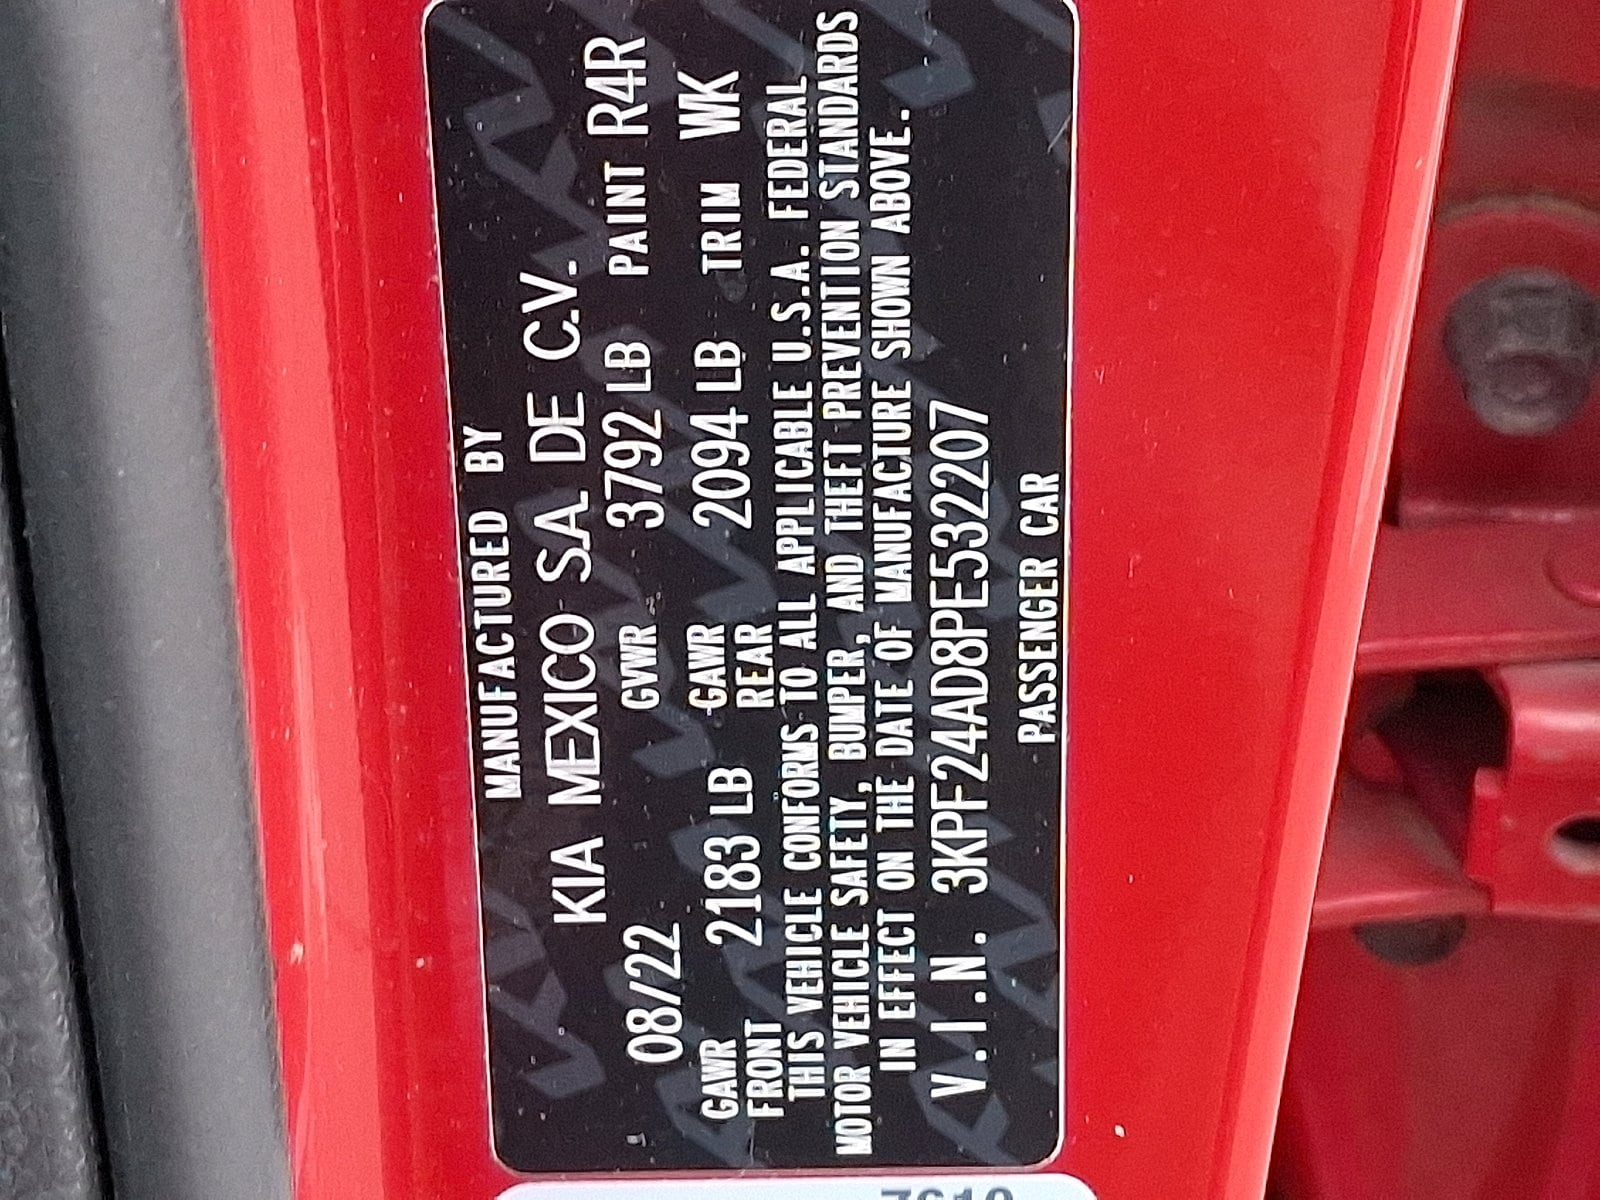 MANUFACTURED BY
KIA MEXICO S.A. DE C.V.
08/22 GVWR 3792 LB PAINT R4R
GAWR FRONT 2183 LB GAWR REAR 2094 LB TRIM WK
THIS VEHICLE CONFORMS TO ALL APPLICABLE U.S.A. FEDERAL
MOTOR VEHICLE SAFETY, BUMPER, AND THEFT PREVENTION STANDARDS
IN EFFECT ON THE DATE OF MANUFACTURE SHOWN ABOVE.
V.I.N. 3KPF24AD8PE532207
PASSENGER CAR